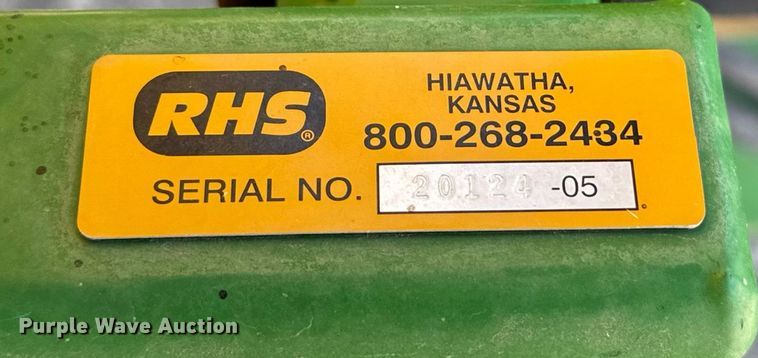 RHS®
HIAWATHA,
KANSAS
800-268-2434
SERIAL NO. 20124 -05
Purple Wave Auction